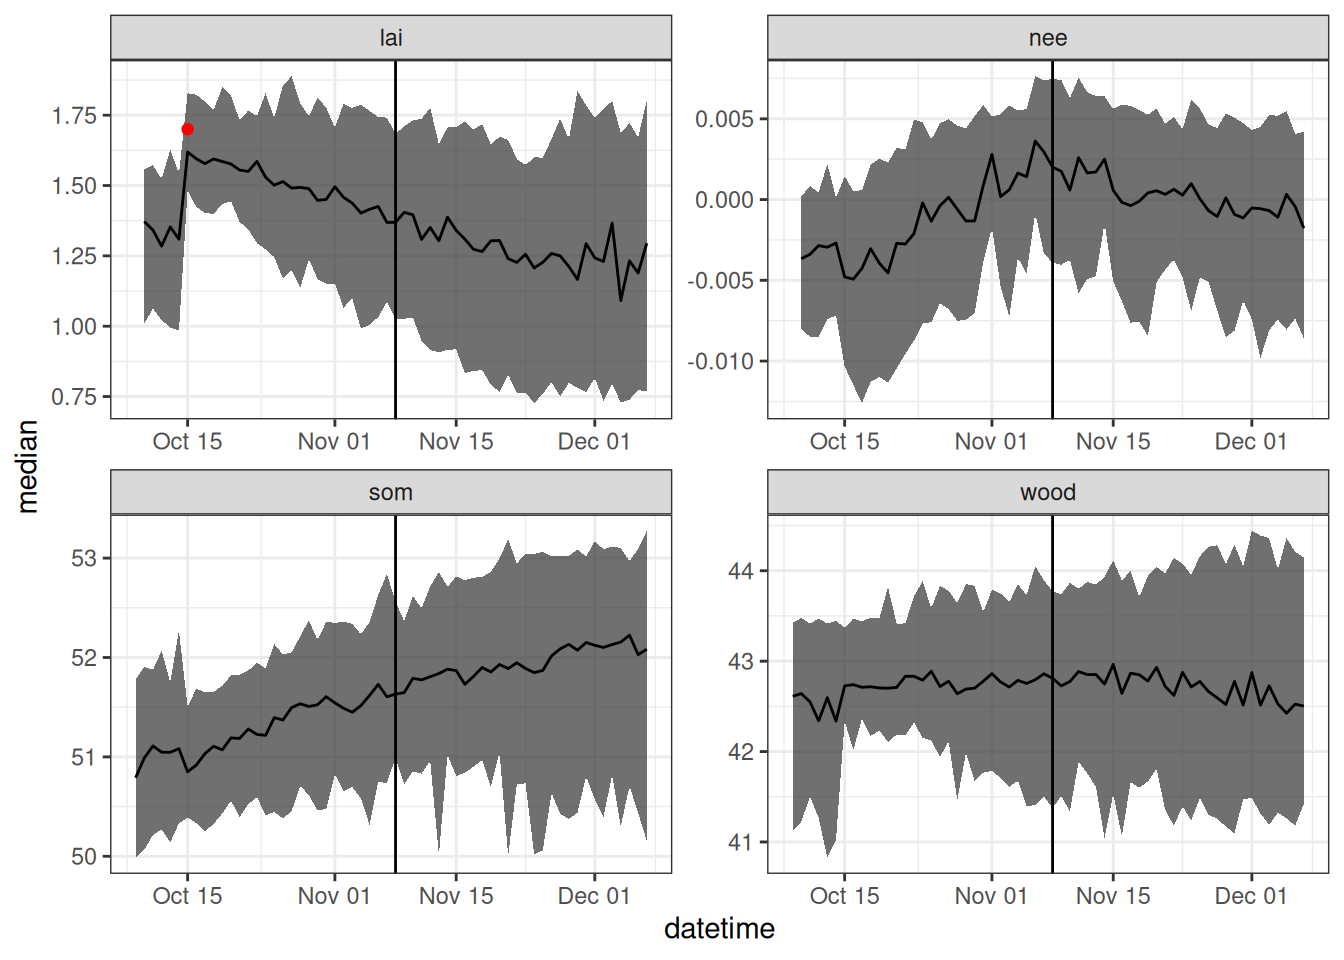 lai
nee
1.75
1.50
1.25
1.00
0.75
0.005
0.000
-0.005
-0.010
Oct 15 Nov 01 Nov 15 Dec 01
Oct 15 Nov 01 Nov 15 Dec 01
median
som
wood
53
52
51
50
44
43
42
41
Oct 15 Nov 01 Nov 15 Dec 01
Oct 15 Nov 01 Nov 15 Dec 01
datetime